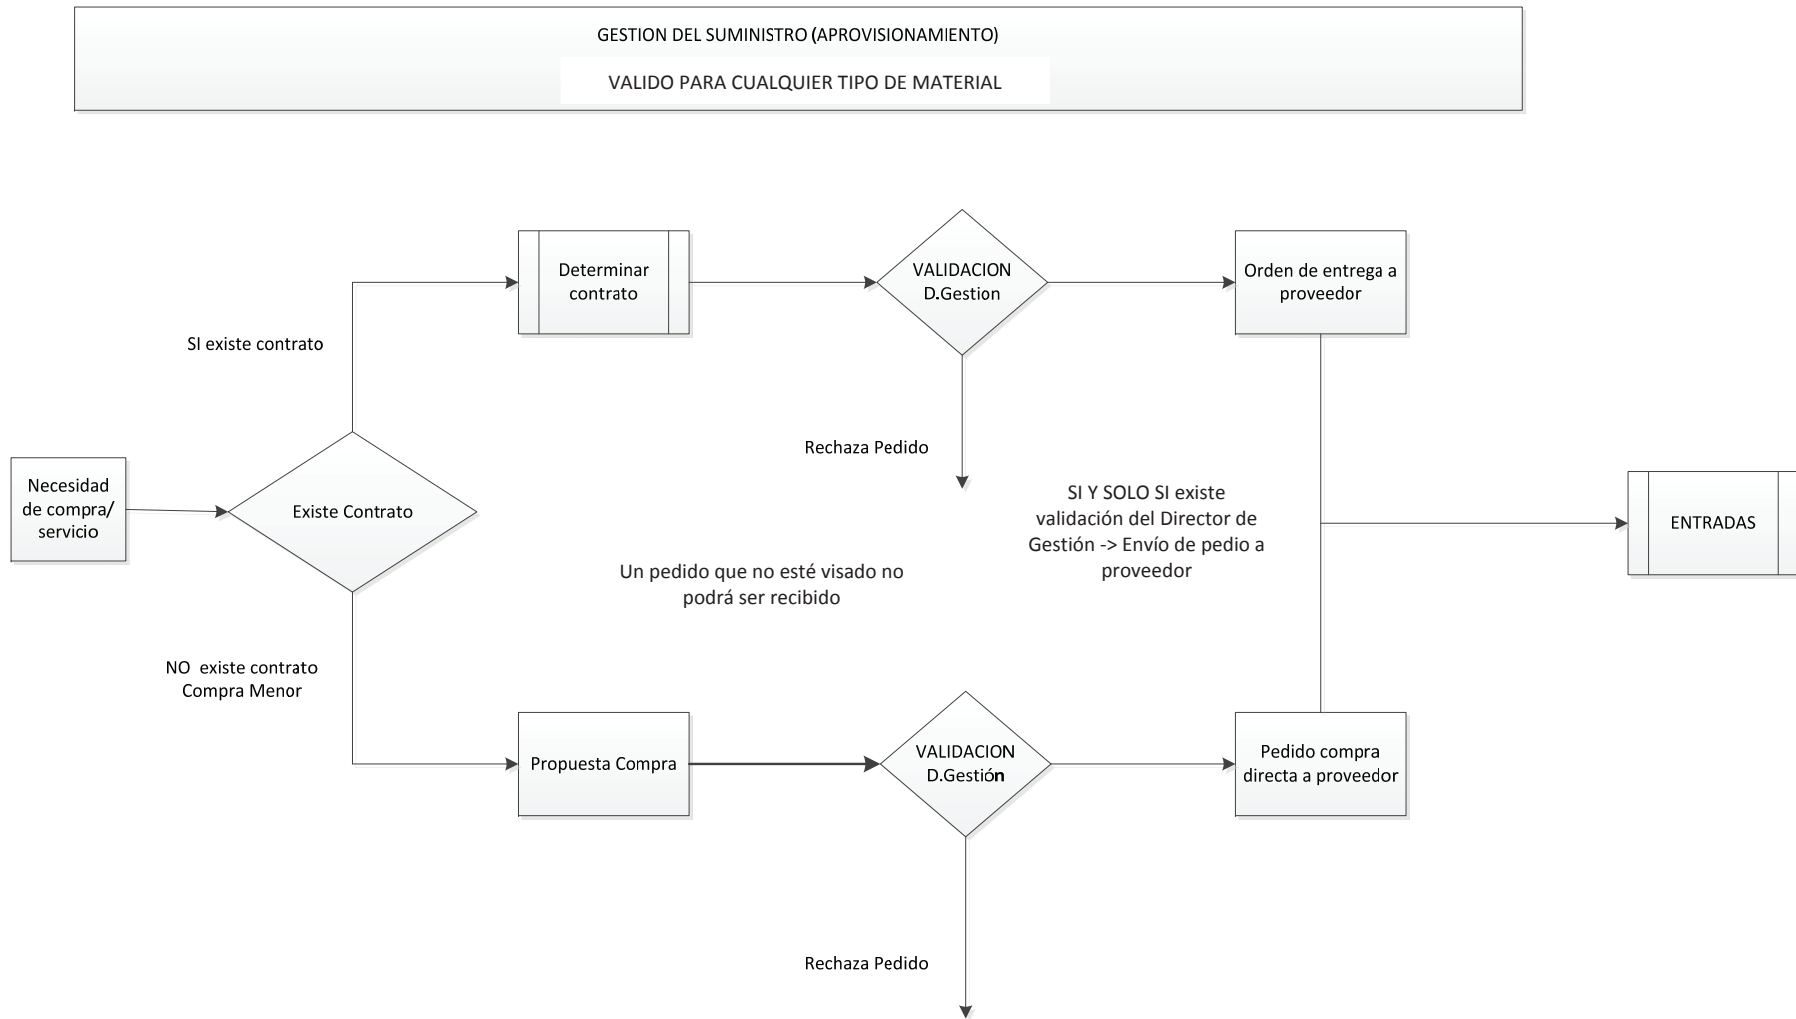 GESTION DEL SUMINISTRO (APROVISIONAMIENTO)
VALIDO PARA CUALQUIER TIPO DE MATERIAL
Determinar
contrato
VALIDACION
D.Gestion
Orden de entrega a
proveedor
SI existe contrato
Rechaza Pedido
Necesidad
de compra/
servicio
Existe Contrato
SI Y SOLO SI existe
validación del Director de
Gestión -> Envío de pedio a
proveedor
ENTRADAS
Un pedido que no esté visado no
podrá ser recibido
NO existe contrato
Compra Menor
Propuesta Compra
VALIDACION
D.Gestión
Pedido compra
directa a proveedor
Rechaza Pedido